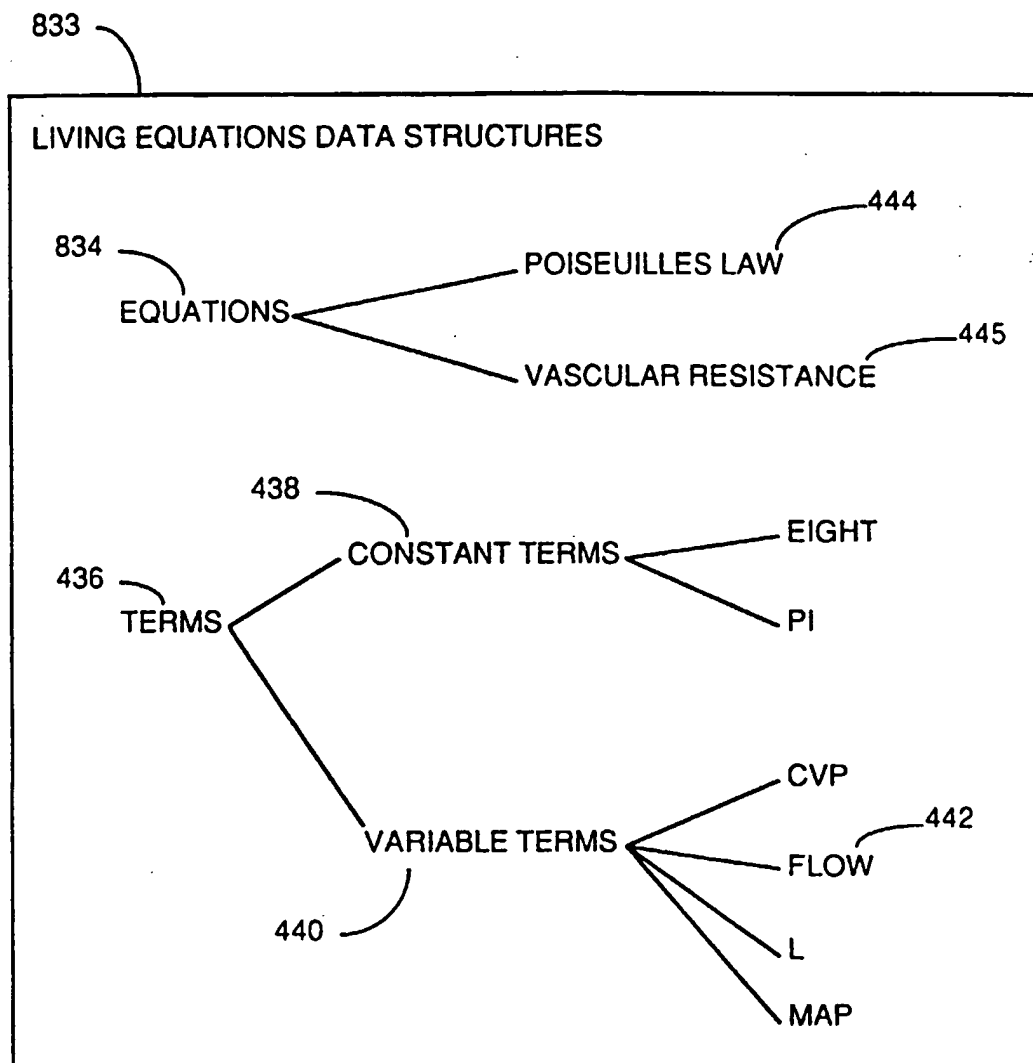 833
LIVING EQUATIONS DATA STRUCTURES
444
834
POISEUILLES LAW
EQUATIONS
445
VASCULAR RESISTANCE
438
EIGHT
CONSTANT TERMS
436
TERMS
PI
CVP
442
VARIABLE TERMS
FLOW
440
L
MAP